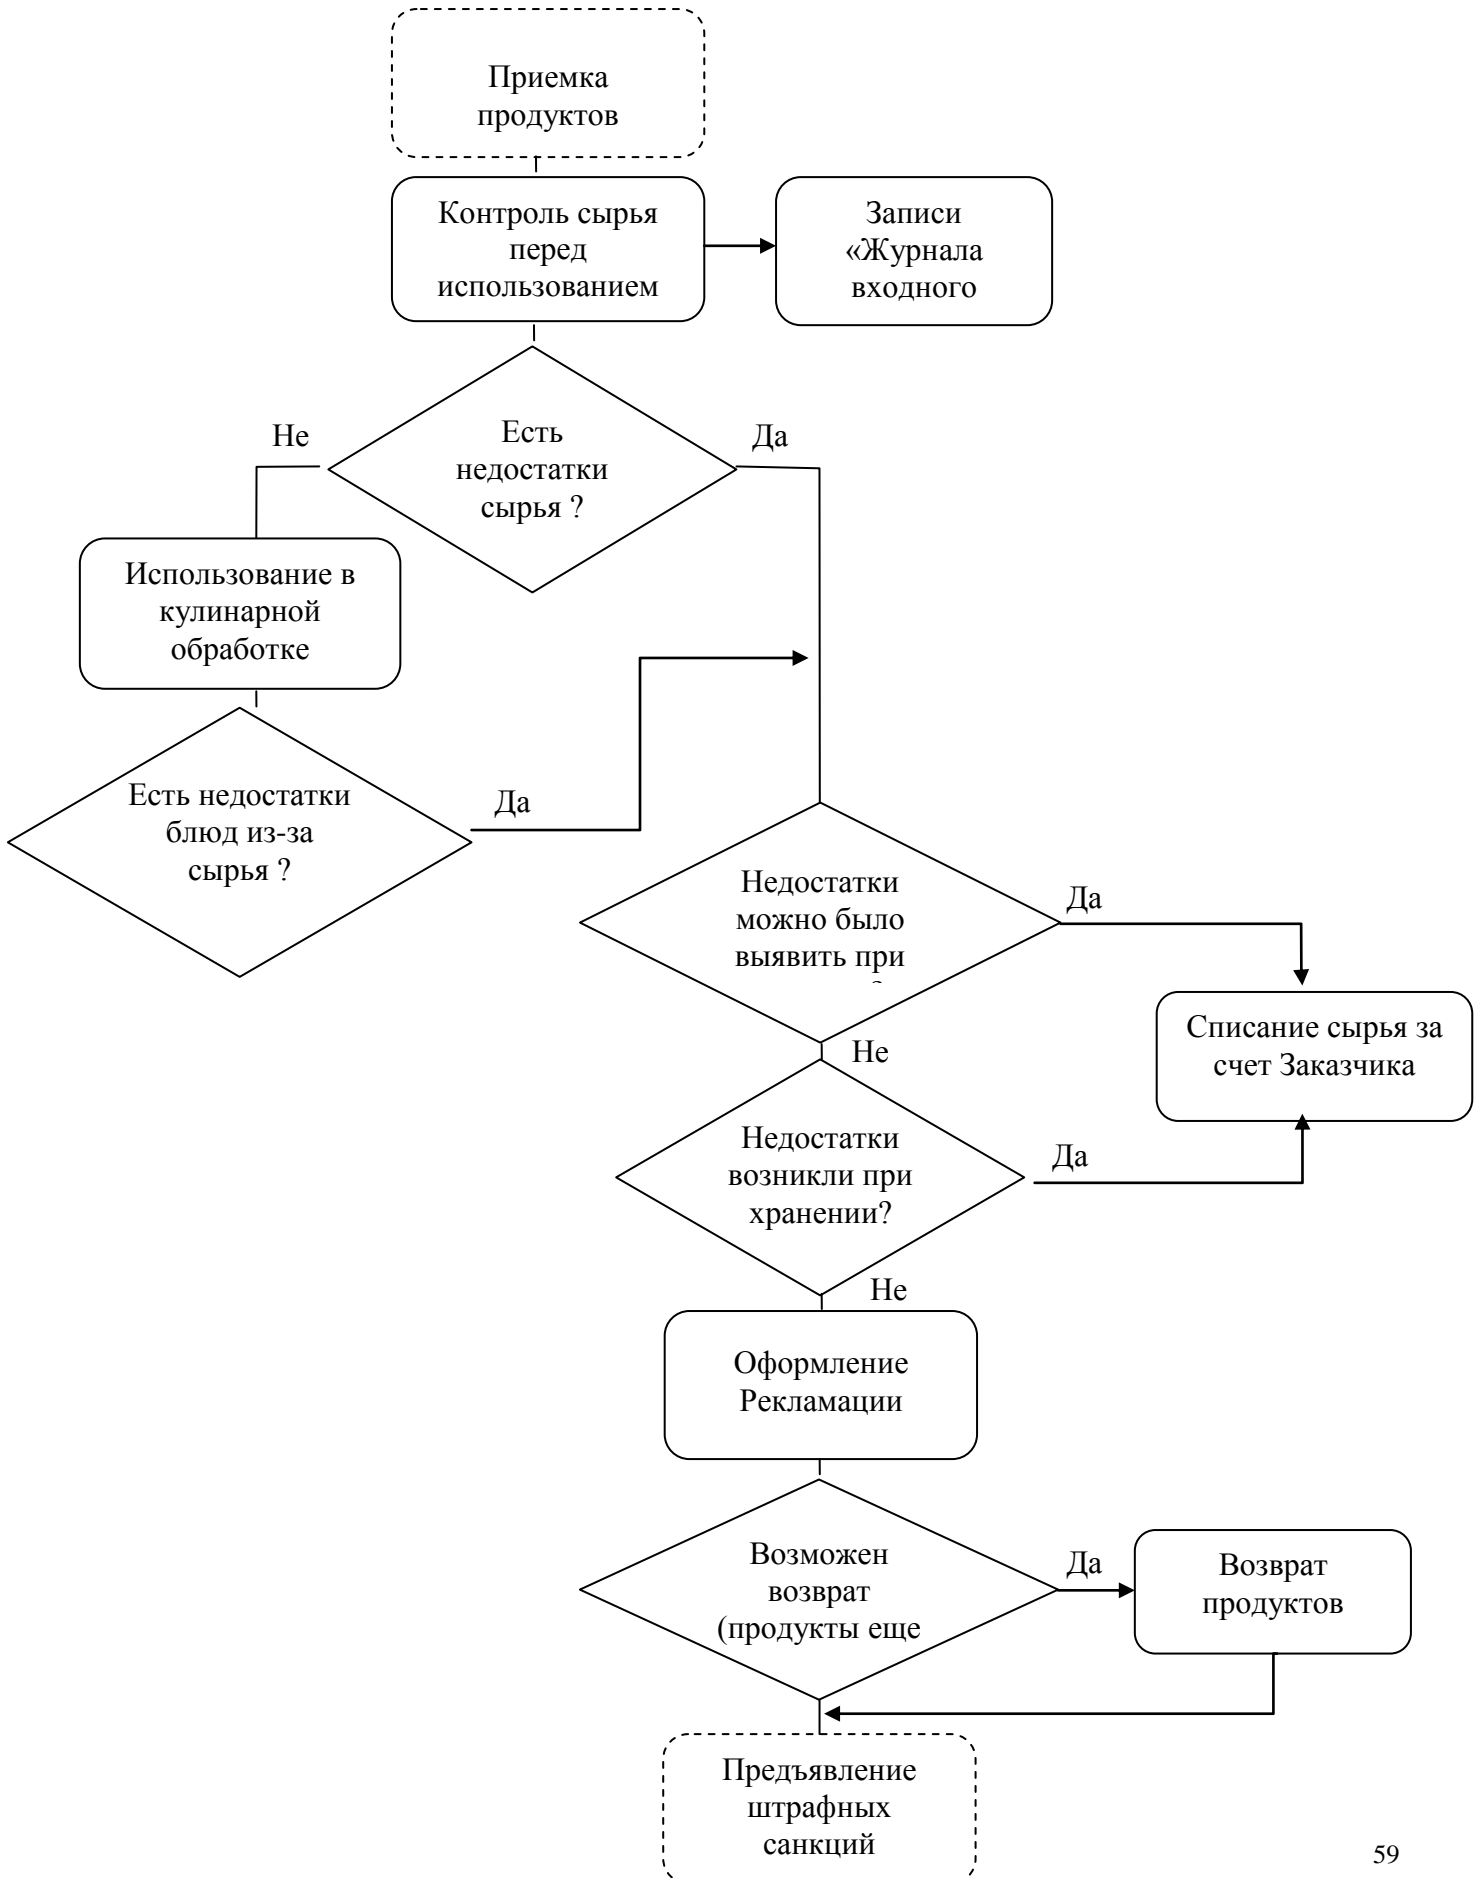 Приемка
продуктов
Контроль сырья
перед
использованием
Записи
«Журнала
входного
Не
Есть
недостатки
сырья ?
Да
Использование в
кулинарной
обработке
Есть недостатки
блюд из-за
сырья ?
Да
Недостатки
можно было
выявить при
Да
Списание сырья за
счет Заказчика
Не
Недостатки
возникли при
хранении?
Да
Не
Оформление
Рекламации
Возможен
возврат
(продукты еще
Да
Возврат
продуктов
Предъявление
штрафных
санкций
59